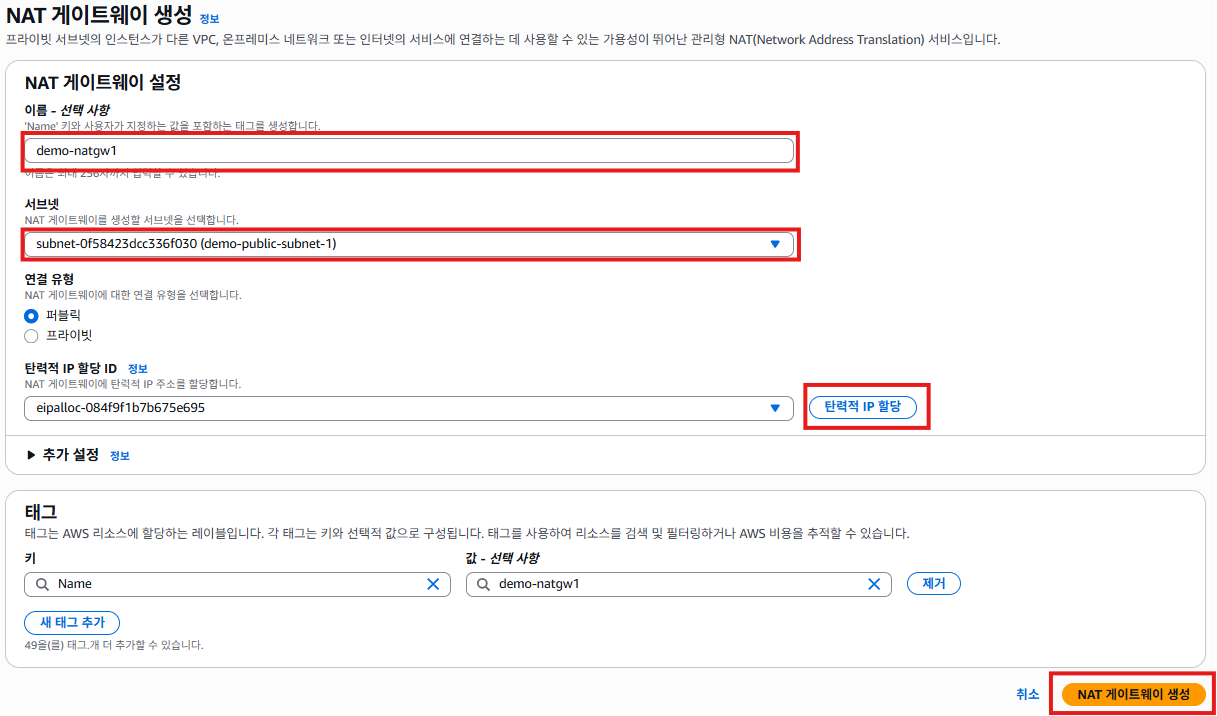 NAT 게이트웨이 생성 정보
프라이빗 서브넷의 인스턴스가 다른 VPC, 온프레미스 네트워크 또는 인터넷의 서비스에 연결하는 데 사용할 수 있는 가용성이 뛰어난 관리형 NAT(Network Address Translation) 서비스입니다.
NAT 게이트웨이 설정
이름 - 선택 사항
'Name' 키와 사용자가 지정하는 값을 포함하는 태그를 생성합니다.
demo-natgw1
이름은 최대 256자까지 입력할 수 있습니다.
서브넷
NAT 게이트웨이를 생성할 서브넷을 선택합니다.
subnet-0f58423dcc336f030 (demo-public-subnet-1)
연결 유형
NAT 게이트웨이에 대한 연결 유형을 선택합니다.
퍼블릭
프라이빗
탄력적 IP 할당 ID 정보
NAT 게이트웨이에 탄력적 IP 주소를 할당합니다.
eipalloc-084f9f1b7b675e695 탄력적 IP 할당
추가 설정 정보
태그
태그는 AWS 리소스에 할당하는 레이블입니다. 각 태그는 키와 선택적 값으로 구성됩니다. 태그를 사용하여 리소스를 검색 및 필터링하거나 AWS 비용을 추적할 수 있습니다.
키 값 - 선택 사항
Name demo-natgw1 제거
새 태그 추가
49을(를) 태그.개 더 추가할 수 있습니다.
취소 NAT 게이트웨이 생성